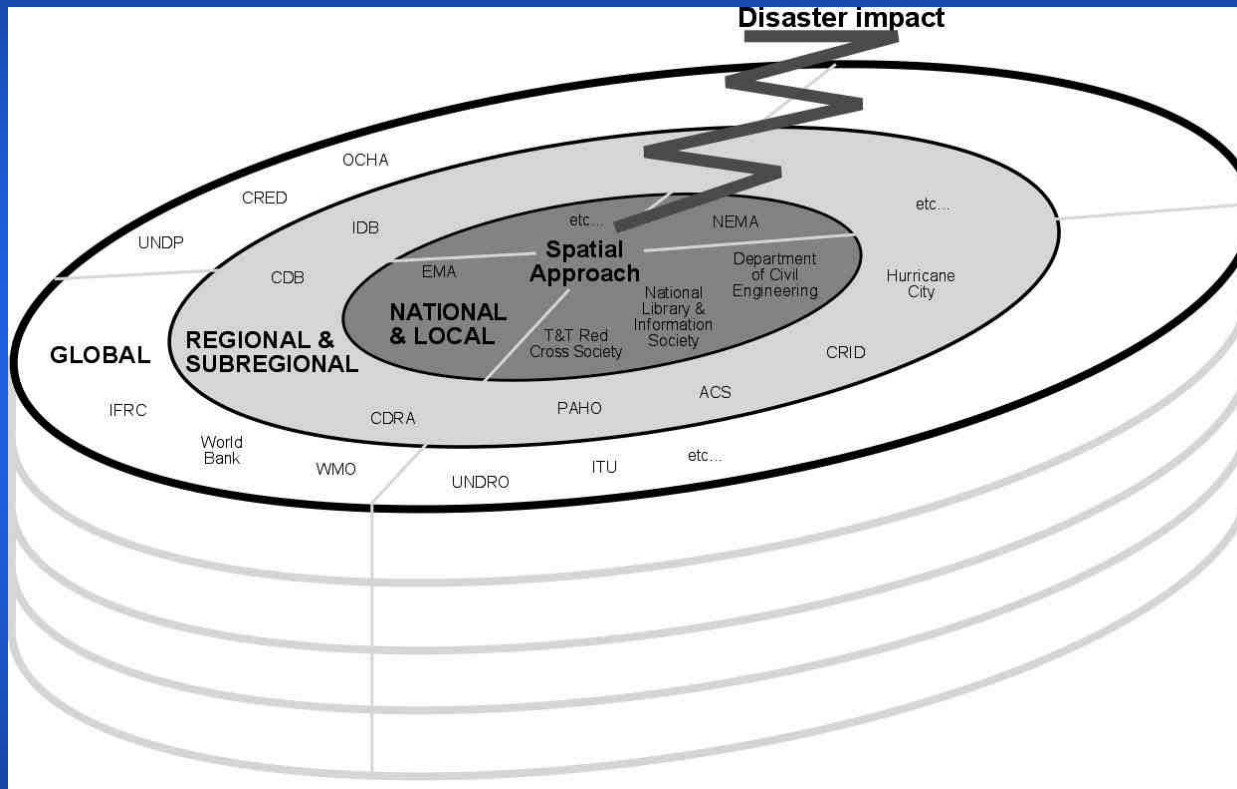 Disaster impact
OCHA
CRED
UNDP
IDB
etc...
NEMA
etc...
CDB
EMA
Spatial
Approach
Department
of Civil
Engineering
Hurricane
City
NATIONAL
& LOCAL
National
Library &
Information
Society
T&T Red
Cross Society
REGIONAL &
SUBREGIONAL
GLOBAL
CRID
ACS
PAHO
CDRA
IFRC
World
Bank
WMO
UNDRO
ITU
etc...